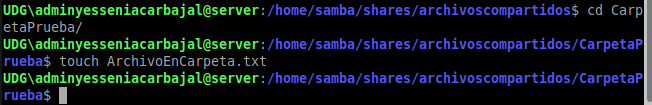 UDG\adminyesseniacarbajal@server:/home/samba/shares/archivoscompartidos$ cd Carp
etaPrueba/
UDG\adminyesseniacarbajal@server:/home/samba/shares/archivoscompartidos/CarpetaP
rueba$ touch ArchivoEnCarpeta.txt
UDG\adminyesseniacarbajal@server:/home/samba/shares/archivoscompartidos/CarpetaP
rueba$